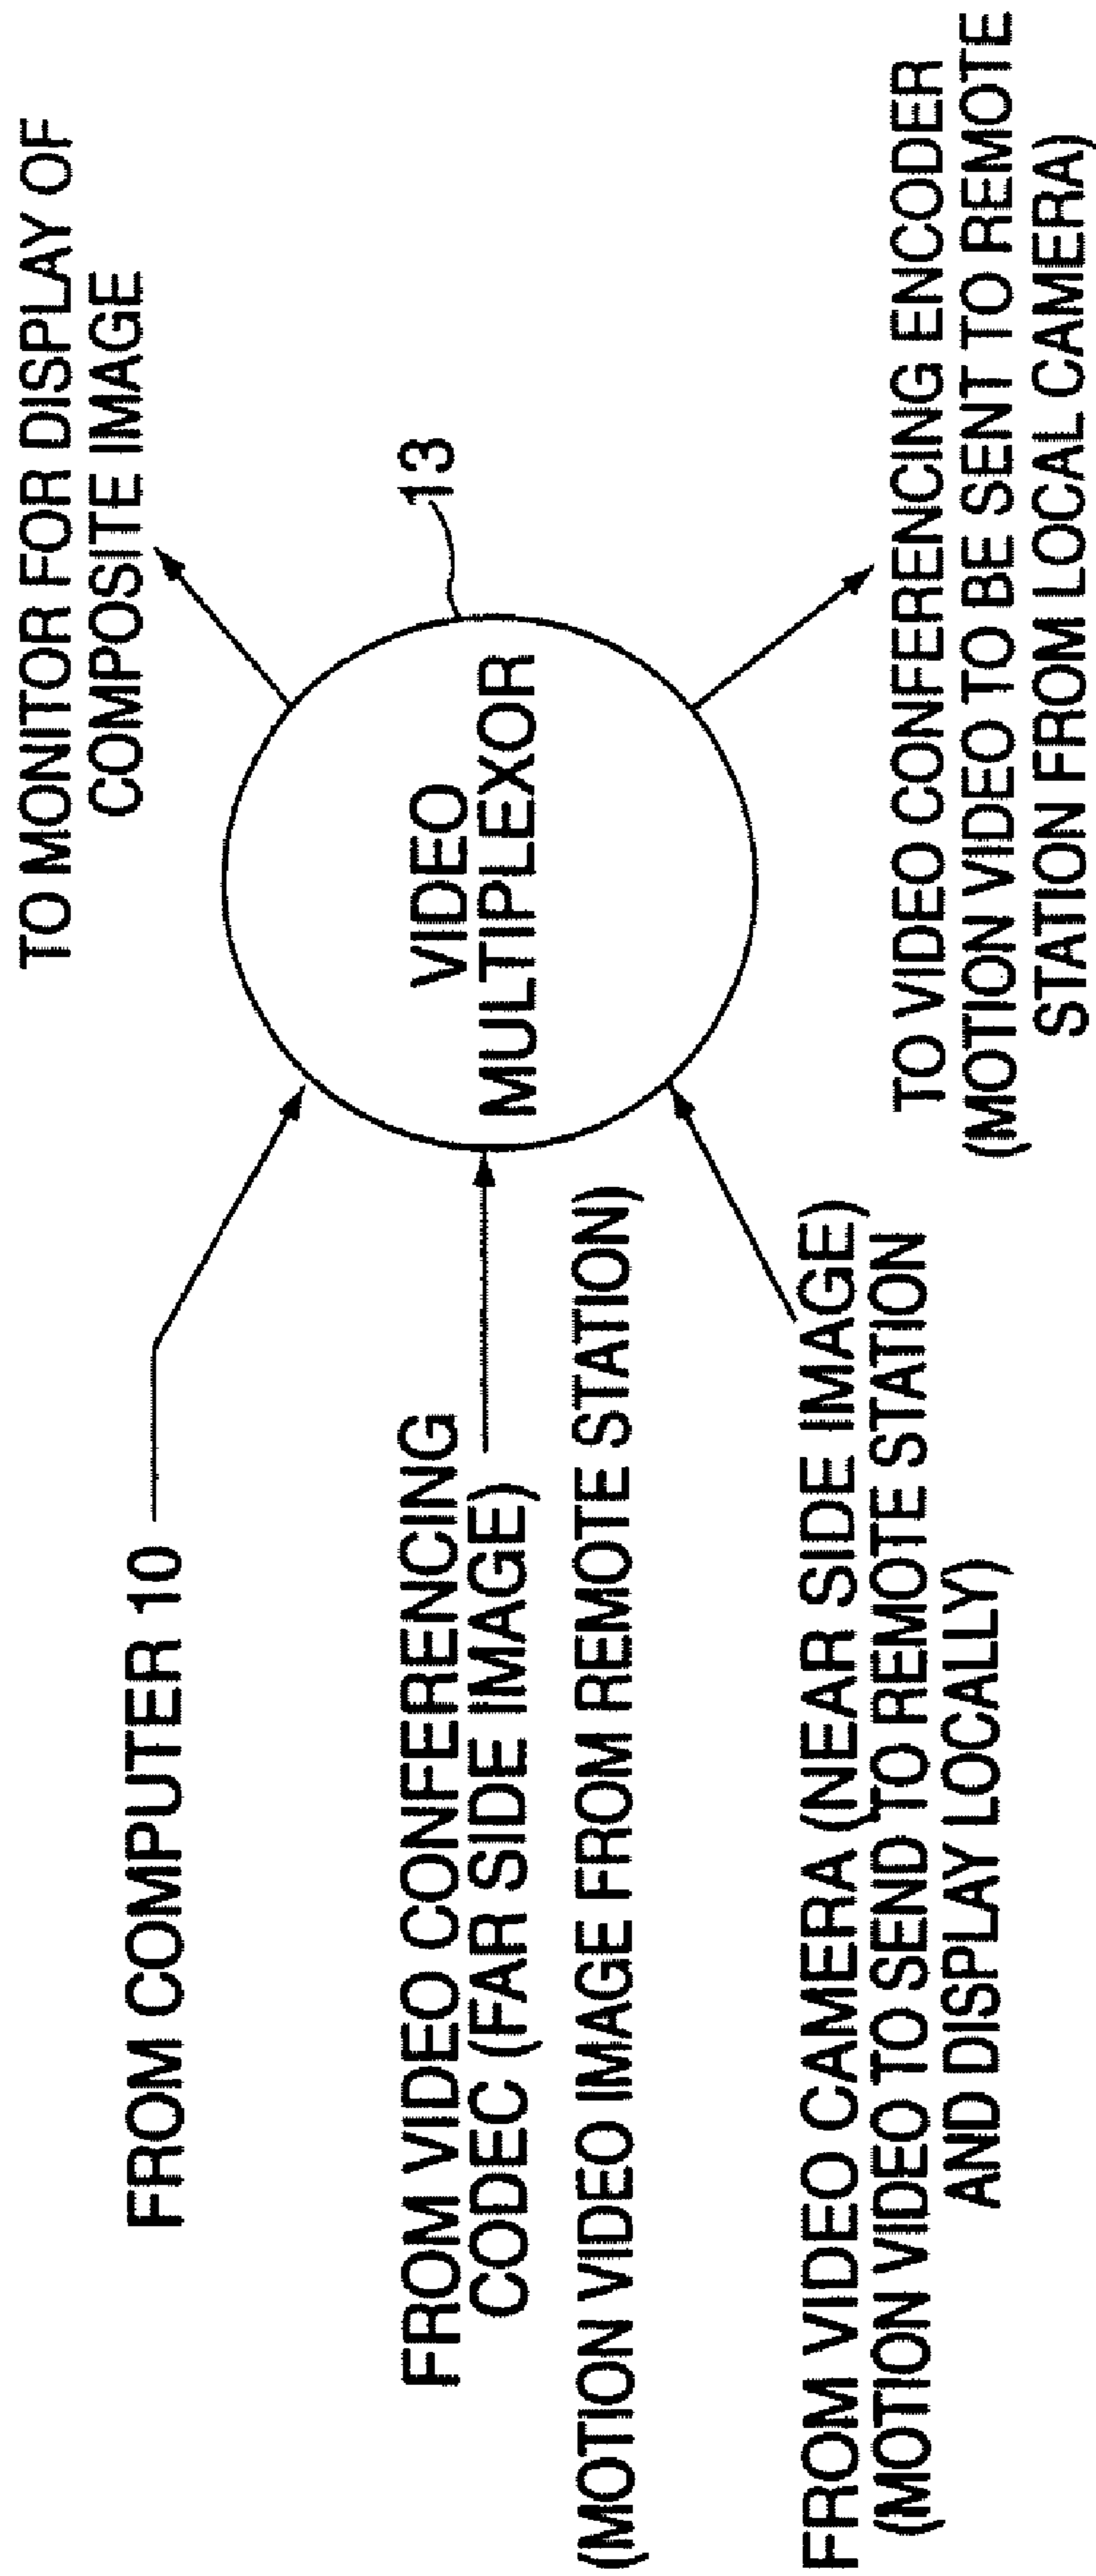 FROM COMPUTER 10
FROM VIDEO CONFERENCING
CODEC (FAR SIDE IMAGE)
(MOTION VIDEO IMAGE FROM REMOTE STATION)
FROM VIDEO CAMERA (NEAR SIDE IMAGE)
(MOTION VIDEO TO SEND TO REMOTE STATION
AND DISPLAY LOCALLY)
VIDEO
MULTIPLEXOR
13
TO MONITOR FOR DISPLAY OF
COMPOSITE IMAGE
TO VIDEO CONFERENCING ENCODER
(MOTION VIDEO TO BE SENT TO REMOTE
STATION FROM LOCAL CAMERA)